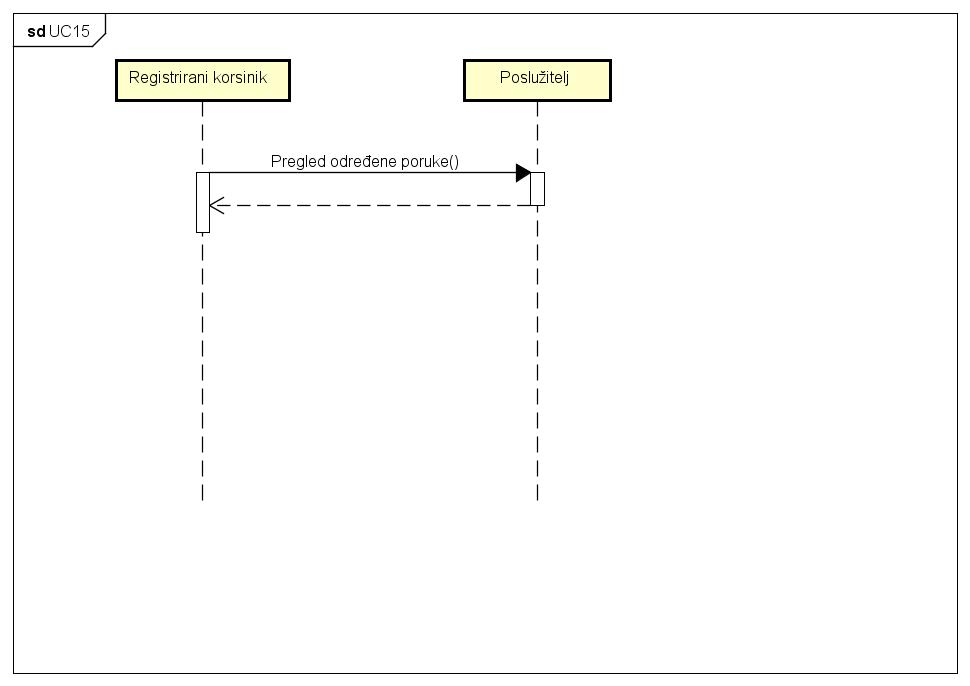 sd UC15
Registrirani korsinik
Poslužitelj
Pregled određene poruke()